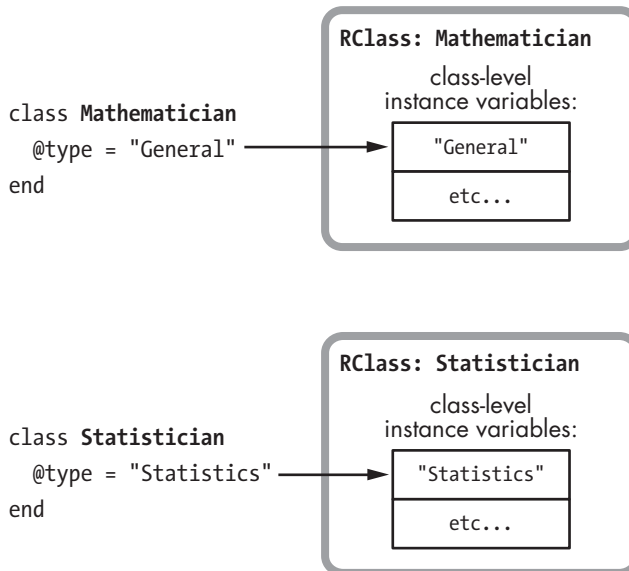 RClass: Mathematician
class-level
instance variables:
class Mathematician
@type = "General"
"General"
end
etc...
RClass: Statistician
class-level
instance variables:
class Statistician
@type = "Statistics"
"Statistics"
end
etc...